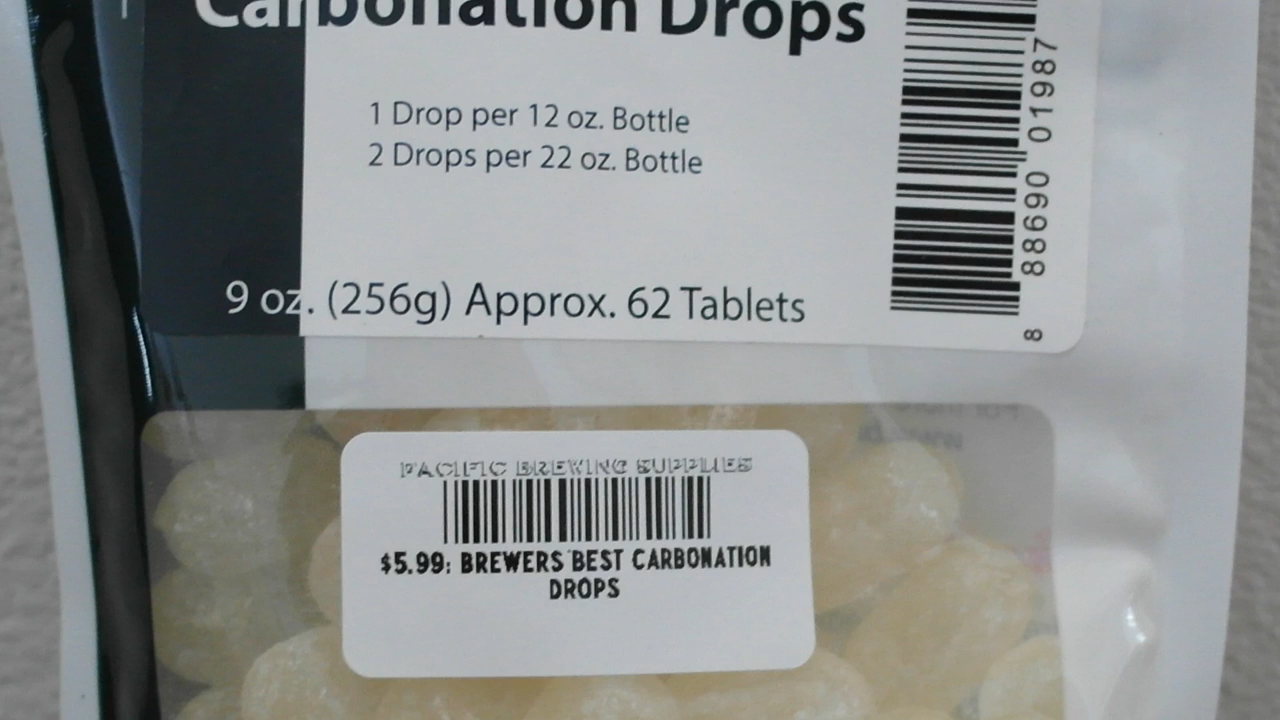 Carbonation Drops
1 Drop per 12 oz. Bottle
2 Drops per 22 oz. Bottle
9 oz. (256g) Approx. 62 Tablets
8 88690 01987
PACIFIC BREWING SUPPLIES
$5.99: BREWERS BEST CARBONATION
DROPS